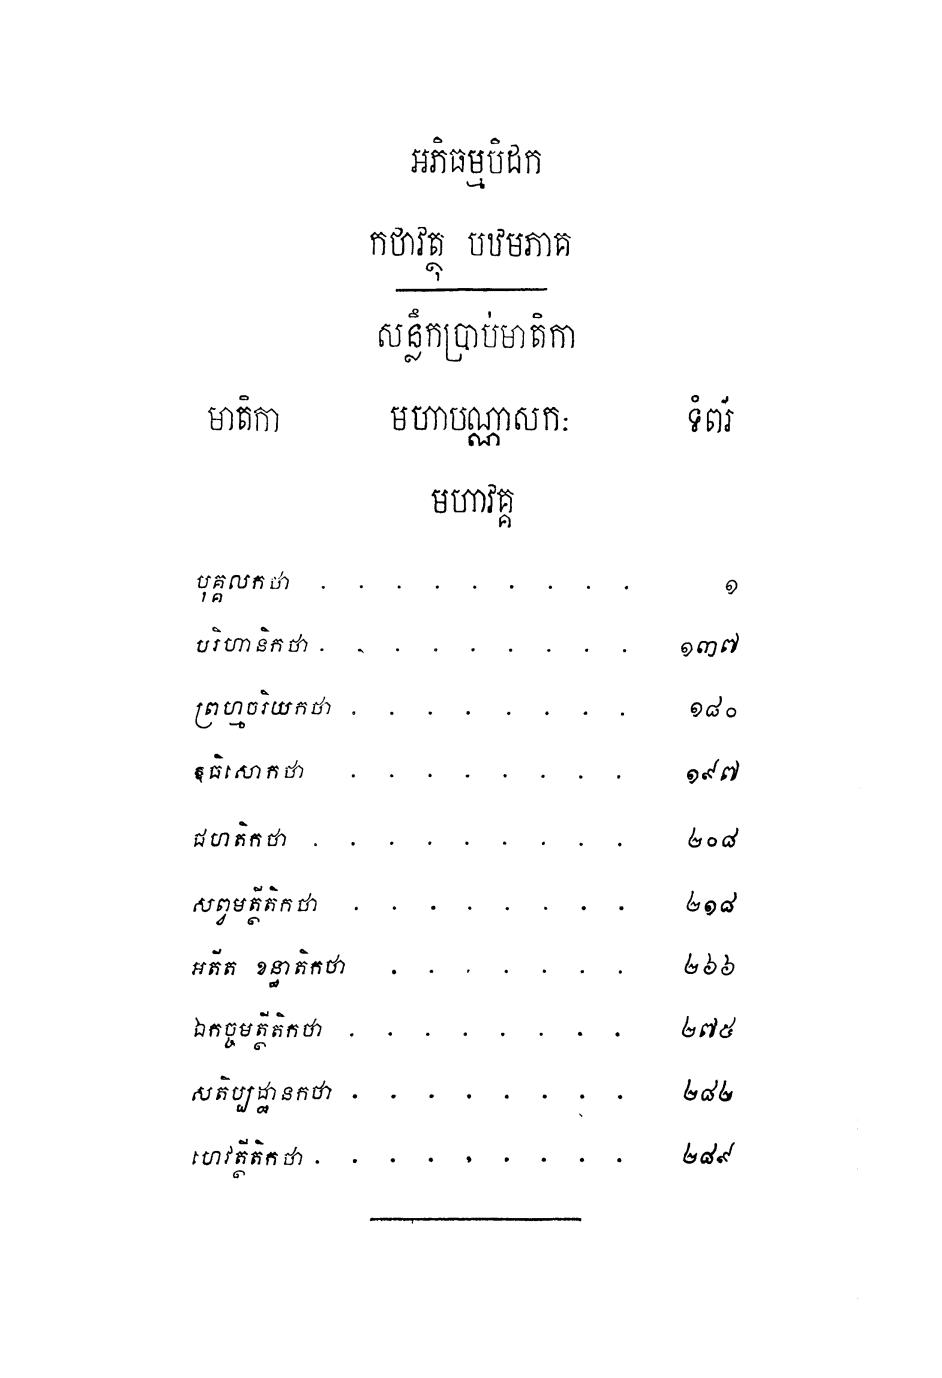 អភិធម្មបិដក
កថាវត្ថុ បឋមភាគ
សន្លឹកប្រាប់មាតិកា
មាតិកា មហាបណ្ណាសកៈ ទំព័រ
មហាវគ្គ
បុគ្គលកថា . . . . . . . . . ១
បរិហានិកថា . . . . . . . . . ១៣៧
ព្រហ្មចរិយកថា . . . . . . . . ១៨០
ឱធិសោកថា . . . . . . . . ១៩៧
ជហតិកថា . . . . . . . . . ២០៨
សព្វមត្ថីតិកថា . . . . . . . . ២១៨
អតីត ខន្ធាតិកថា . . . . . . . ២៦៦
ឯកច្ចមត្ថីតិកថា . . . . . . . . ២៧៥
សតិប្បដ្ឋានកថា . . . . . . . . ២៨២
ហេវត្ថីតិកថា . . . . . . . . . ២៨៩